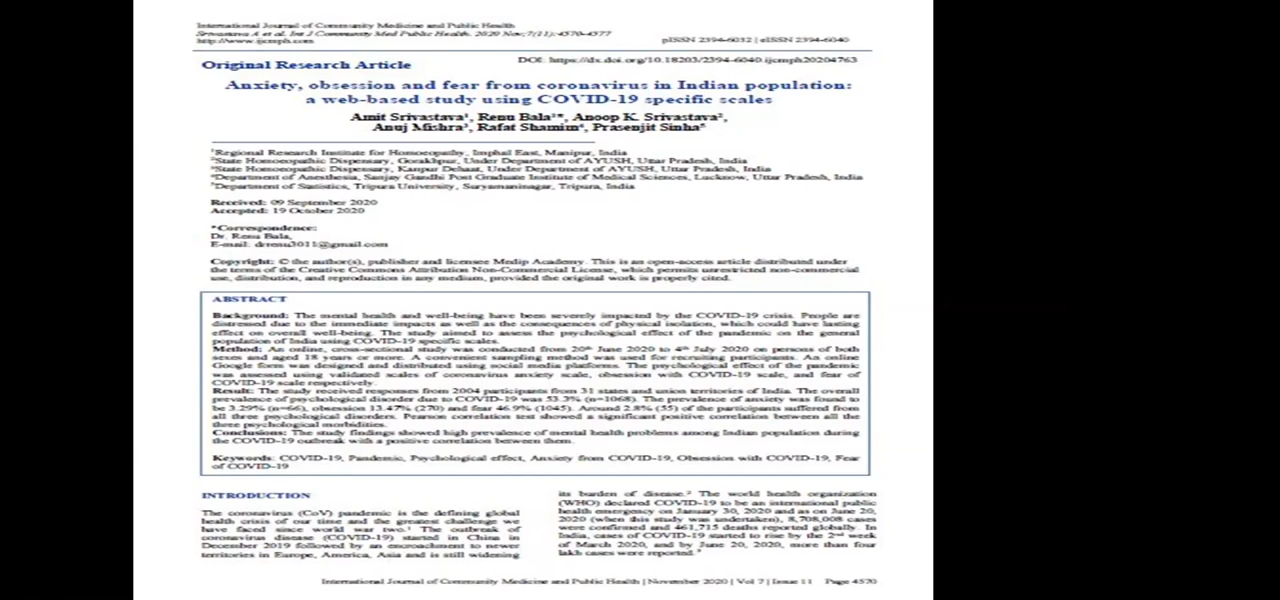 International Journal of Community Medicine and Public Health
Srivastava A et al. Int J Community Med Public Health. 2020 Nov;7(11):4570-4577
http://www.ijcmph.com
pISSN 2394-6032 | eISSN 2394-6040
Original Research Article
DOI: https://dx.doi.org/10.18203/2394-6040.ijcmph20204763
Anxiety, obsession and fear from coronavirus in Indian population:
a web-based study using COVID-19 specific scales
Amit Srivastava¹, Renu Bala¹*, Anoop K. Srivastava²,
Anuj Mishra³, Rafat Shamim⁴, Prasenjit Sinha⁵
¹Regional Research Institute for Homoeopathy, Imphal East, Manipur, India
²State Homoeopathic Dispensary, Gorakhpur, Under Department of AYUSH, Uttar Pradesh, India
³State Homoeopathic Dispensary, Kanpur Dehaat, Under Department of AYUSH, Uttar Pradesh, India
⁴Department of Anesthesia, Sanjay Gandhi Post Graduate Institute of Medical Sciences, Lucknow, Uttar Pradesh, India
⁵Department of Statistics, Tripura University, Suryamaninagar, Tripura, India
Received: 09 September 2020
Accepted: 19 October 2020
*Correspondence:
Dr. Renu Bala,
E-mail: drrenu3011@gmail.com
Copyright: © the author(s), publisher and licensee Medip Academy. This is an open-access article distributed under
the terms of the Creative Commons Attribution Non-Commercial License, which permits unrestricted non-commercial
use, distribution, and reproduction in any medium, provided the original work is properly cited.
ABSTRACT
Background: The mental health and well-being have been severely impacted by the COVID-19 crisis. People are
distressed due to the immediate impacts as well as the consequences of physical isolation, which could have lasting
effect on overall well-being. The study aimed to assess the psychological effect of the pandemic on the general
population of India using COVID-19 specific scales.
Method: An online, cross-sectional study was conducted from 20th June 2020 to 4th July 2020 on persons of both
sexes and aged 18 years or more. A convenient sampling method was used for recruiting participants. An online
Google form was designed and distributed using social media platforms. The psychological effect of the pandemic
was assessed using validated scales of coronavirus anxiety scale, obsession with COVID-19 scale, and fear of
COVID-19 scale respectively.
Result: The study received responses from 2004 participants from 31 states and union territories of India. The overall
prevalence of psychological disorder due to COVID-19 was 53.3% (n=1068). The prevalence of anxiety was found to
be 3.29% (n=66), obsession 13.47% (270) and fear 46.9% (1045). Around 2.8% (55) of the participants suffered from
all three psychological disorders. Pearson correlation test showed a significant positive correlation between all the
three psychological morbidities.
Conclusions: The study findings showed high prevalence of mental health problems among Indian population during
the COVID-19 outbreak with a positive correlation between them.
Keywords: COVID-19, Pandemic, Psychological effect, Anxiety from COVID-19, Obsession with COVID-19, Fear
of COVID-19
INTRODUCTION
The coronavirus (CoV) pandemic is the defining global
health crisis of our time and the greatest challenge we
have faced since world war two.¹ The outbreak of
coronavirus disease (COVID-19) started in China in
December 2019 followed by an encroachment to newer
territories in Europe, America, Asia and is still widening
its burden of disease.² The world health organization
(WHO) declared COVID-19 to be an international public
health emergency on January 30, 2020 and as on June 20,
2020 (when this study was undertaken), 8,708,008 cases
were confirmed and 461,715 deaths reported globally. In
India, cases of COVID-19 started to rise by the 2nd week
of March 2020, and by June 20, 2020, more than four
lakh cases were reported.³
International Journal of Community Medicine and Public Health | November 2020 | Vol 7 | Issue 11 Page 4570